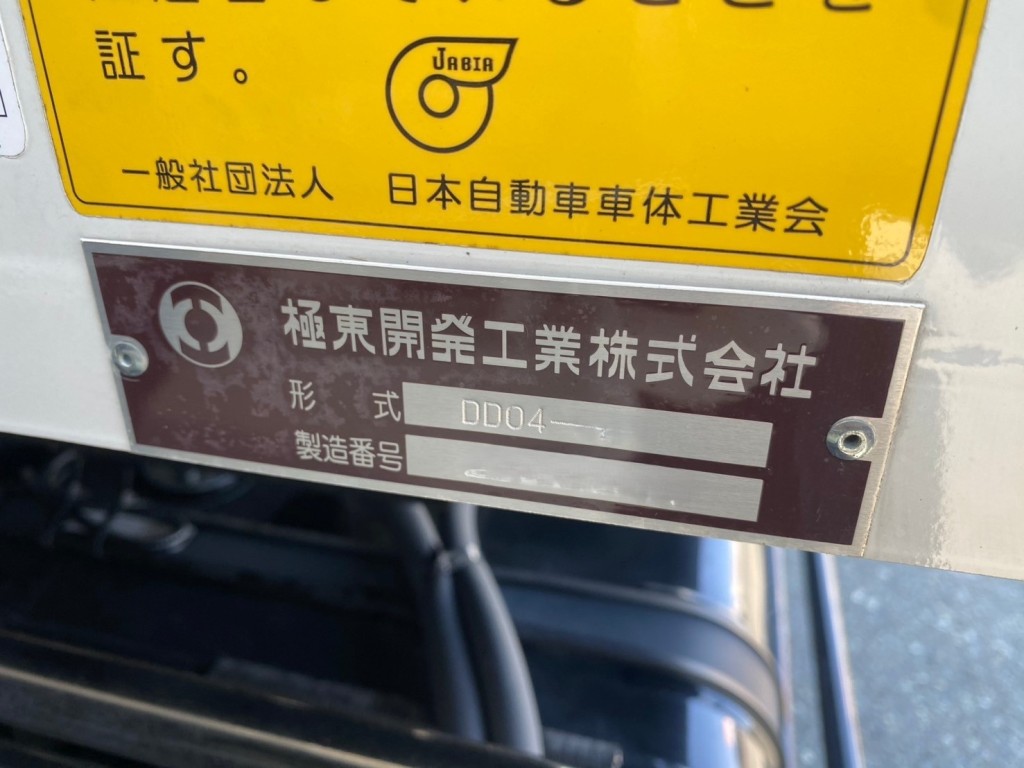 証す。
JABIA
一般社団法人 日本自動車車体工業会
極東開発工業株式会社
形 式 DD04-
製造番号